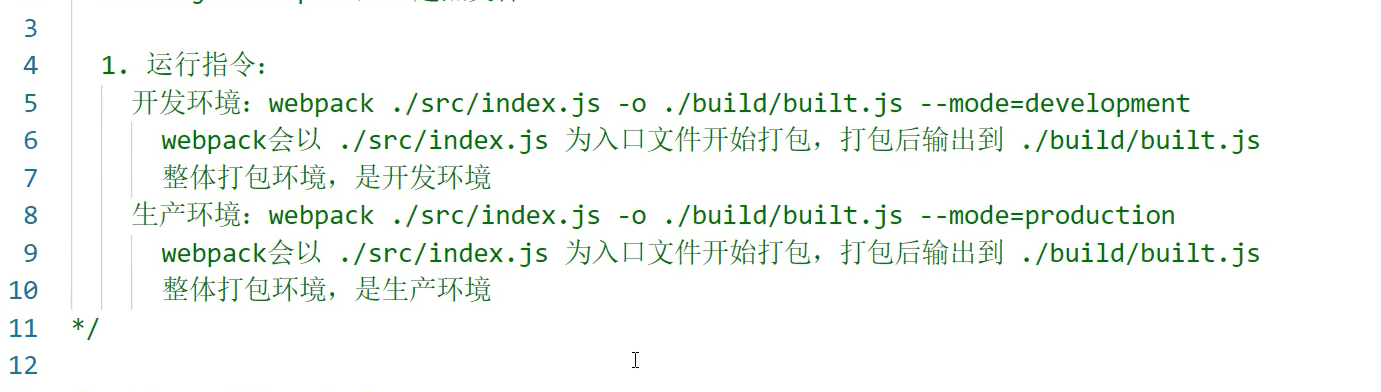 3
4 1. 运行指令：
5 开发环境：webpack ./src/index.js -o ./build/built.js --mode=development
6 webpack会以 ./src/index.js 为入口文件开始打包，打包后输出到 ./build/built.js
7 整体打包环境，是开发环境
8 生产环境：webpack ./src/index.js -o ./build/built.js --mode=production
9 webpack会以 ./src/index.js 为入口文件开始打包，打包后输出到 ./build/built.js
10 整体打包环境，是生产环境
11 */
12